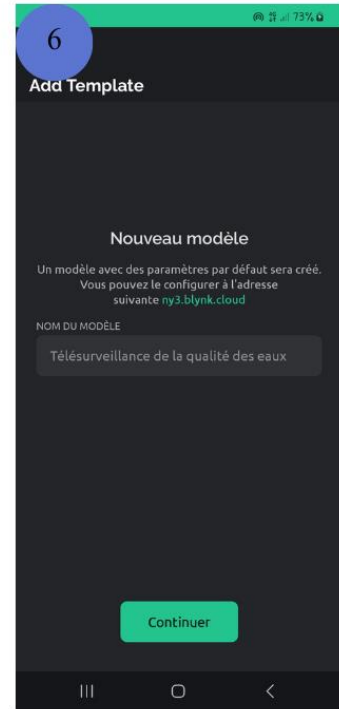 73%
6
Add Template
Nouveau modèle
Un modèle avec des paramètres par défaut sera créé.
Vous pouvez le configurer à l'adresse
suivante ny3.blynk.cloud
NOM DU MODÈLE
Télésurveillance de la qualité des eaux
Continuer